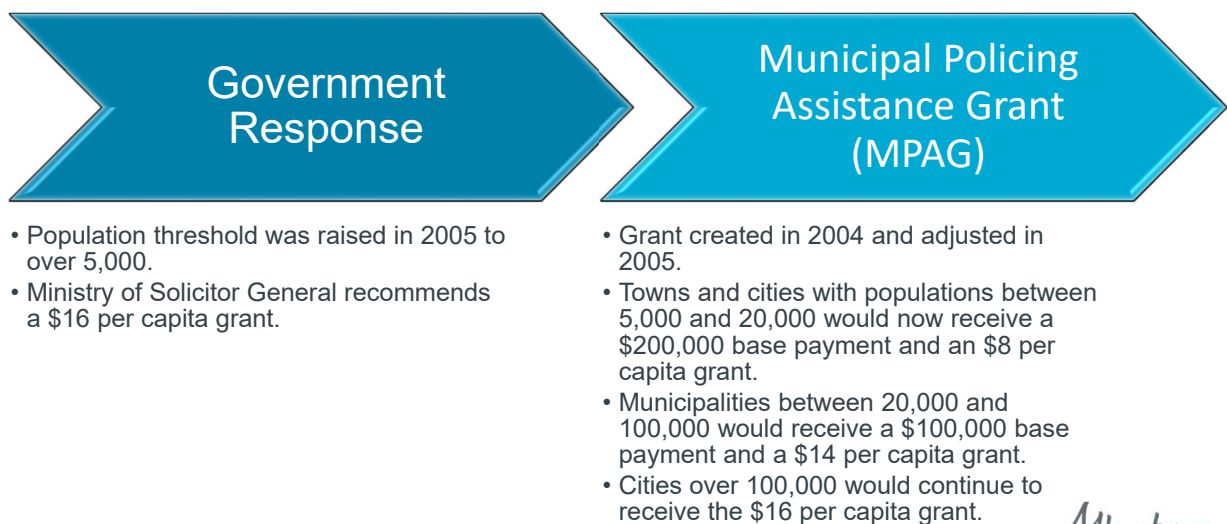 Government
Response
• Population threshold was raised in 2005 to
over 5,000.
• Ministry of Solicitor General recommends
a $16 per capita grant.
Municipal Policing
Assistance Grant
(MPAG)
• Grant created in 2004 and adjusted in
2005.
• Towns and cities with populations between
5,000 and 20,000 would now receive a
$200,000 base payment and an $8 per
capita grant.
• Municipalities between 20,000 and
100,000 would receive a $100,000 base
payment and a $14 per capita grant.
• Cities over 100,000 would continue to
receive the $16 per capita grant.